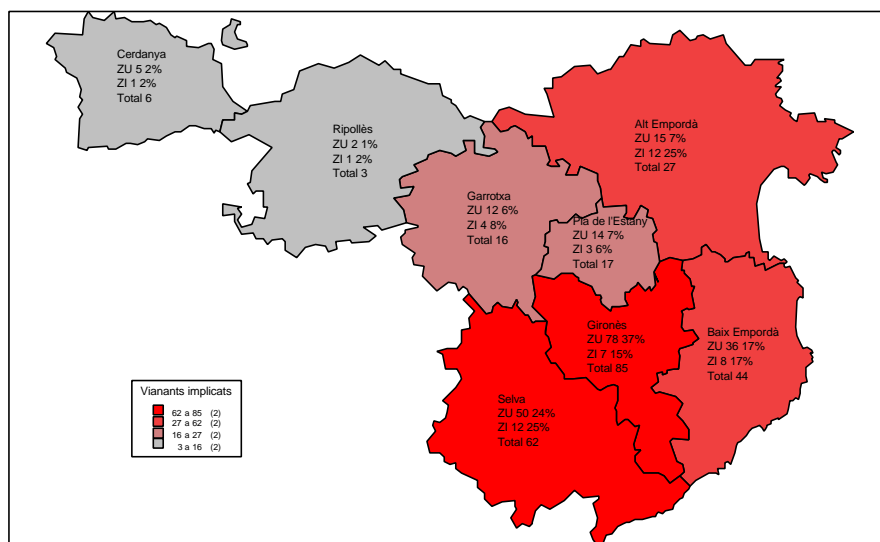 Cerdanya
ZU 5 2%
ZI 1 2%
Total 6
Ripollès
ZU 2 1%
ZI 1 2%
Total 3
Alt Empordà
ZU 15 7%
ZI 12 25%
Total 27
Garrotxa
ZU 12 6%
ZI 4 8%
Total 16
Pla de l'Estany
ZU 14 7%
ZI 3 6%
Total 17
Gironès
ZU 78 37%
ZI 7 15%
Total 85
Baix Empordà
ZU 36 17%
ZI 8 17%
Total 44
Selva
ZU 50 24%
ZI 12 25%
Total 62
Vianants implicats
62 a 85 (2)
27 a 62 (2)
16 a 27 (2)
3 a 16 (2)